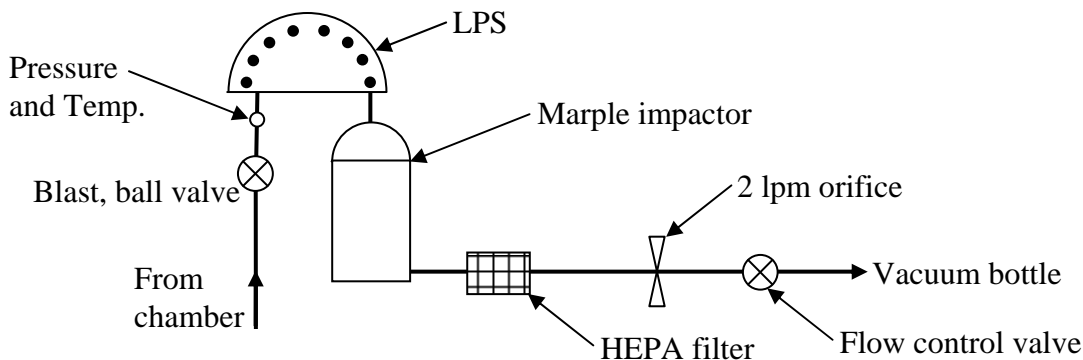 LPS
Pressure
and Temp.
Marple impactor
Blast, ball valve
2 lpm orifice
From
chamber
Vacuum bottle
HEPA filter
Flow control valve